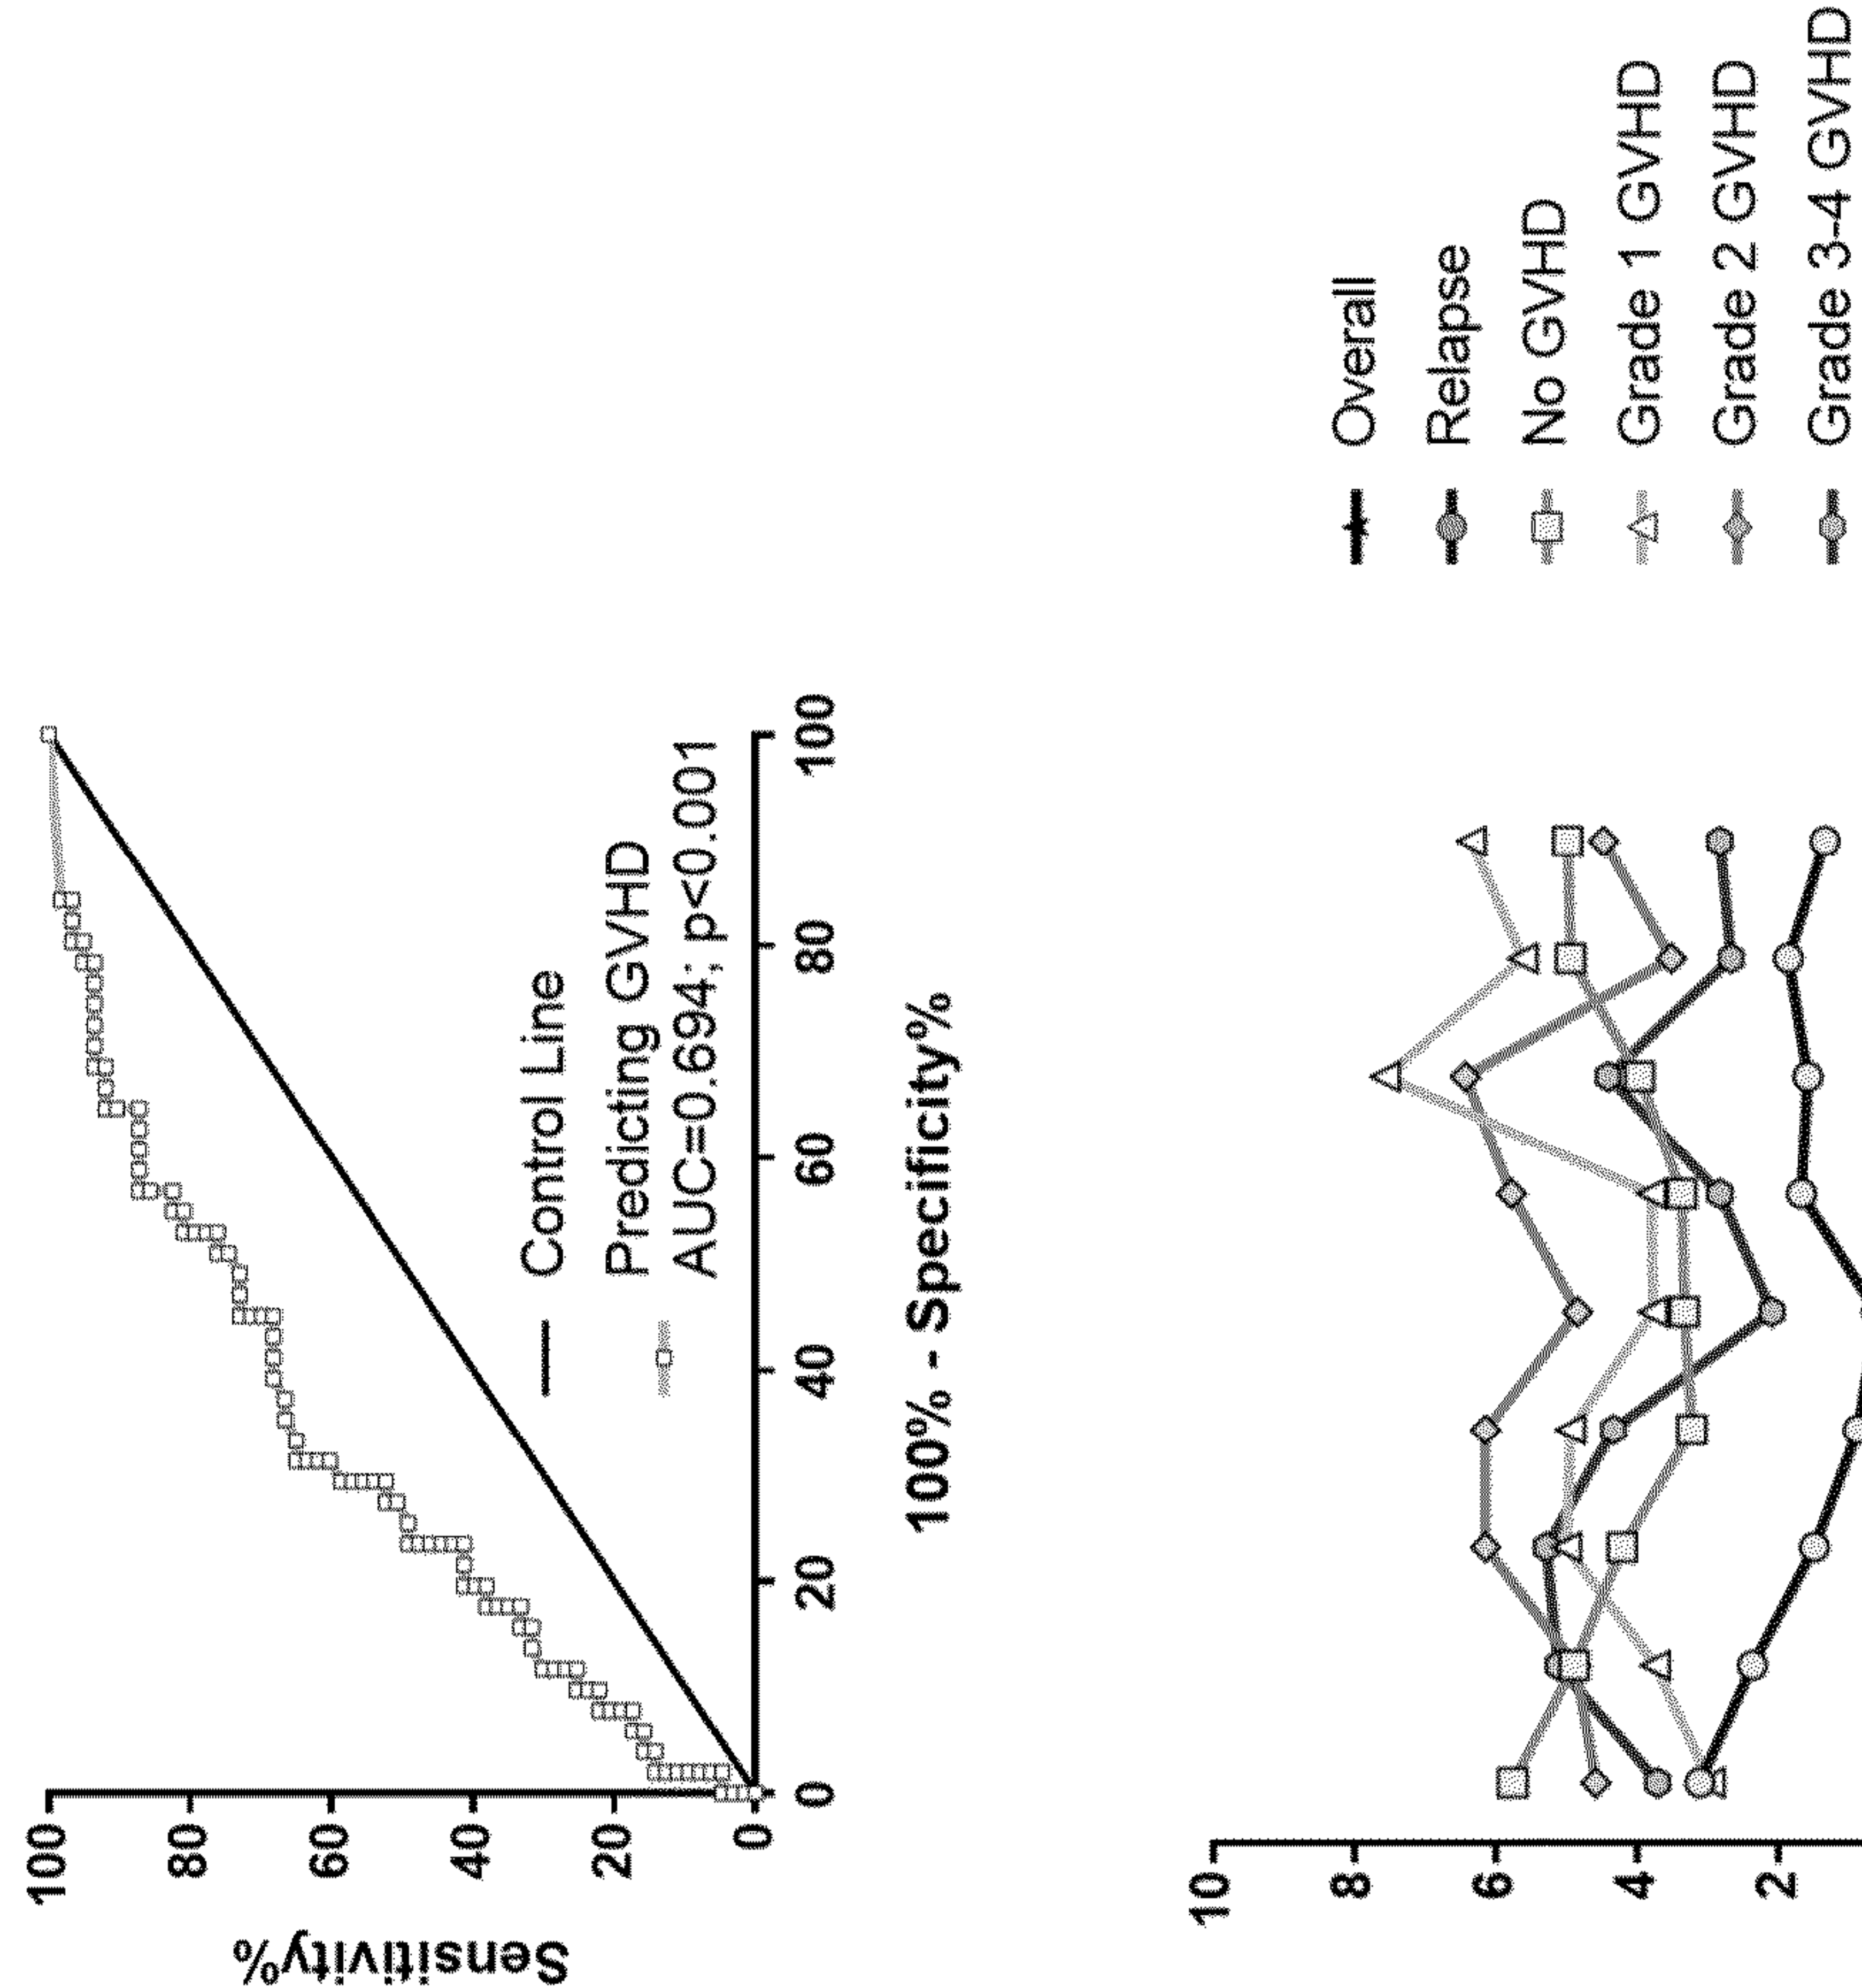 Sensitivity%
100
80
60
40
20
0
Control Line
Predicting GVHD
AUC=0.694; p<0.001
0
20
40
60
80
100
100% - Specificity%
10
8
6
4
2
Overall
Relapse
No GVHD
Grade 1 GVHD
Grade 2 GVHD
Grade 3-4 GVHD